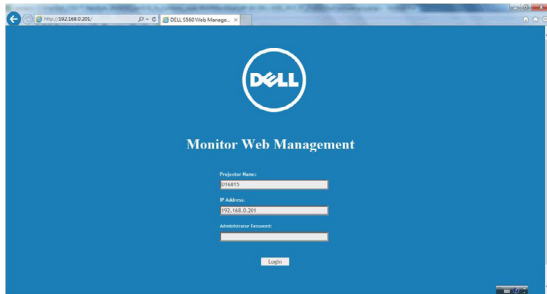 http://192.168.0.201/
DELL S560 Web Manage...
DELL
Monitor Web Management
Projector Name:
016815
IP Address:
192.168.0.201
Administrator Password:
Login